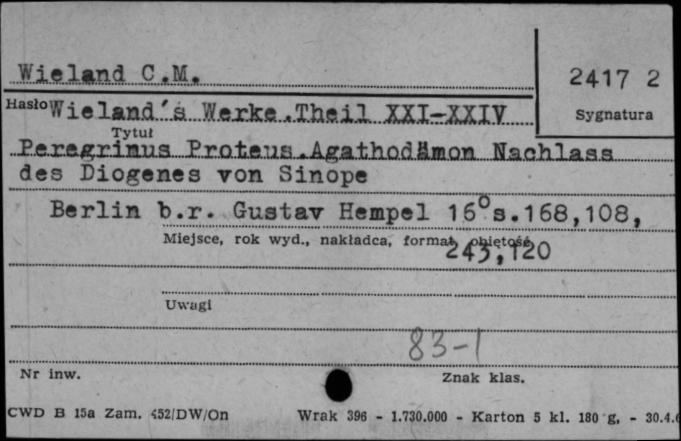 Wieland C.M.
2417 2
Hasło Wieland's Werke.Theil XXI-XXIV
Sygnatura
Tytuł
Peregrinus Proteus.Agathodämon Nachlass
des Diogenes von Sinope
Berlin b.r. Gustav Hempel 16° s.168,108,
Miejsce, rok wyd., nakładca, format, objętość
243,120
Uwagi
83-1
Nr inw.
Znak klas.
CWD B 15a Zam. 452/DW/On Wrak 396 - 1.730.000 - Karton 5 kl. 180 g. - 30.4.